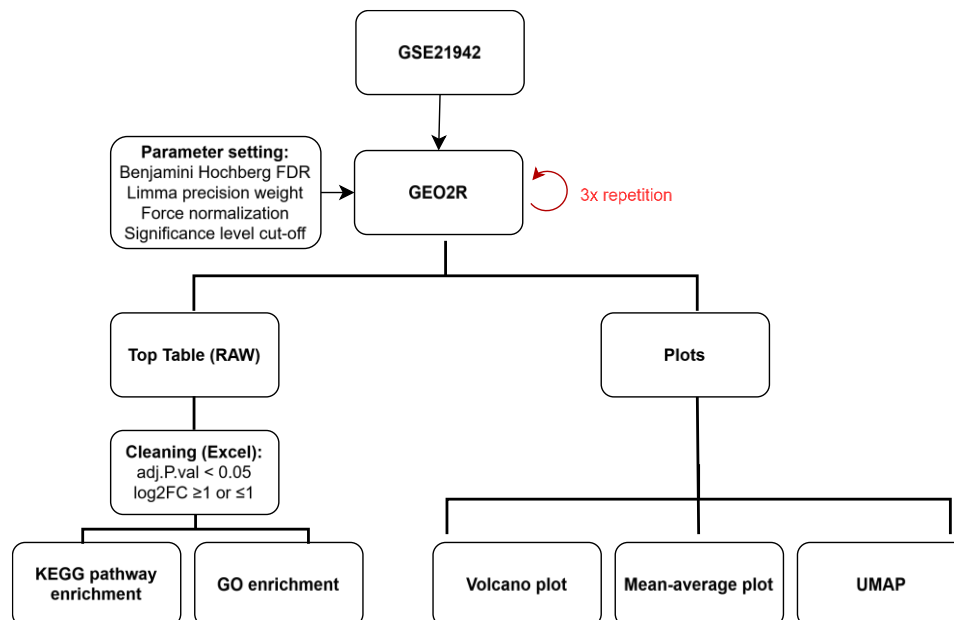 GSE21942
Parameter setting:
Benjamini Hochberg FDR
Limma precision weight
Force normalization
Significance level cut-off
GEO2R
3x repetition
Top Table (RAW)
Plots
Cleaning (Excel):
adj.P.val < 0.05
log2FC ≥1 or ≤1
KEGG pathway
enrichment
GO enrichment
Volcano plot
Mean-average plot
UMAP